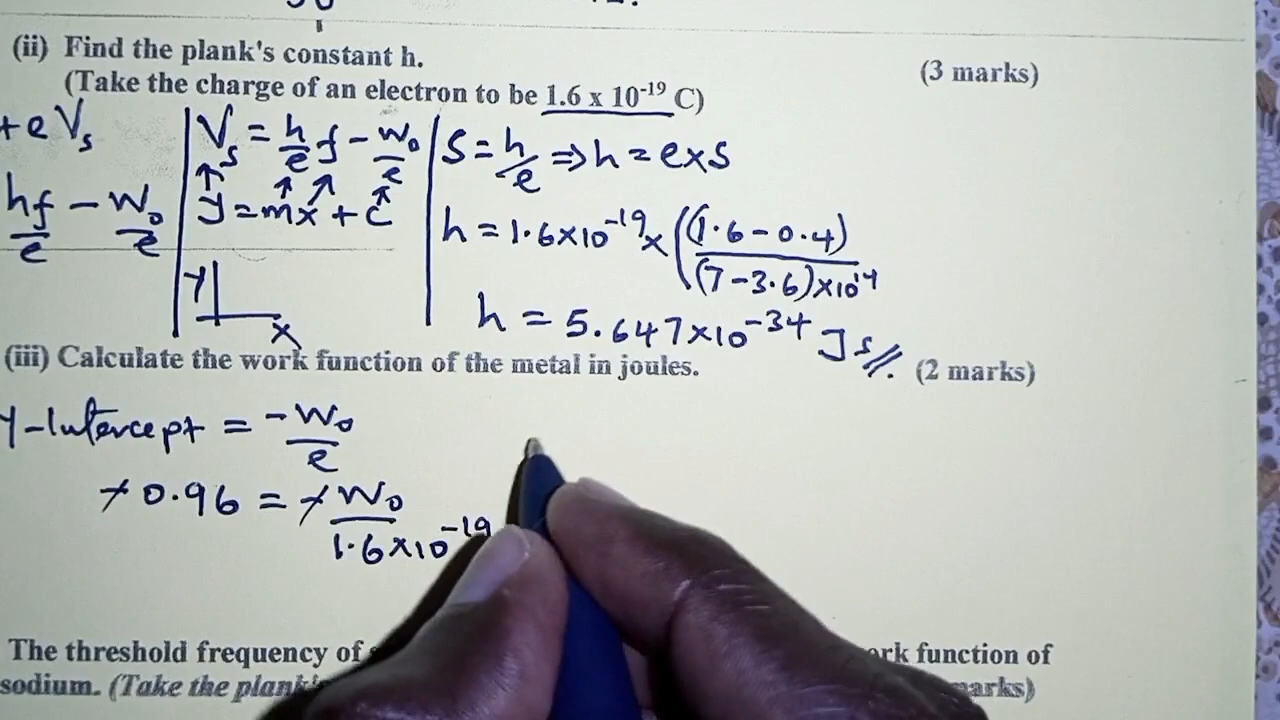 (ii) Find the plank's constant h.
(3 marks)
(Take the charge of an electron to be 1.6 x 10⁻¹⁹ C)
+eVₛ
hf/e - W₀/e
Vₛ = h/e f - W₀/e
y = mx + c
Y
X
S = h/e ⇒ h = e×s
h = 1.6×10⁻¹⁹ × ((1.6-0.4)/(7-3.6)×10¹⁴
h = 5.647×10⁻³⁴ Js//.
(iii) Calculate the work function of the metal in joules.
(2 marks)
Y-Intercept = -W₀/e
-0.96 = -W₀/1.6×10⁻¹⁹
The threshold frequency of
work function of
sodium. (Take the plank's
marks)